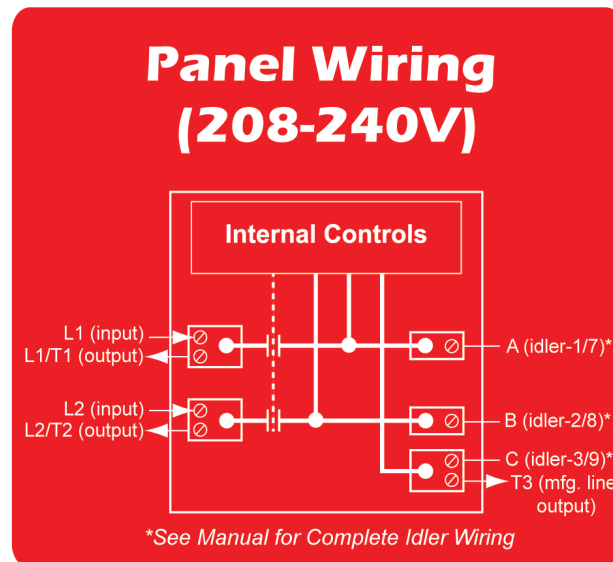 Panel Wiring
(208-240V)
Internal Controls
L1 (input)
L1/T1 (output)
L2 (input)
L2/T2 (output)
A (idler-1/7)*
B (idler-2/8)*
C (idler-3/9)*
T3 (mfg. line
output)
*See Manual for Complete Idler Wiring